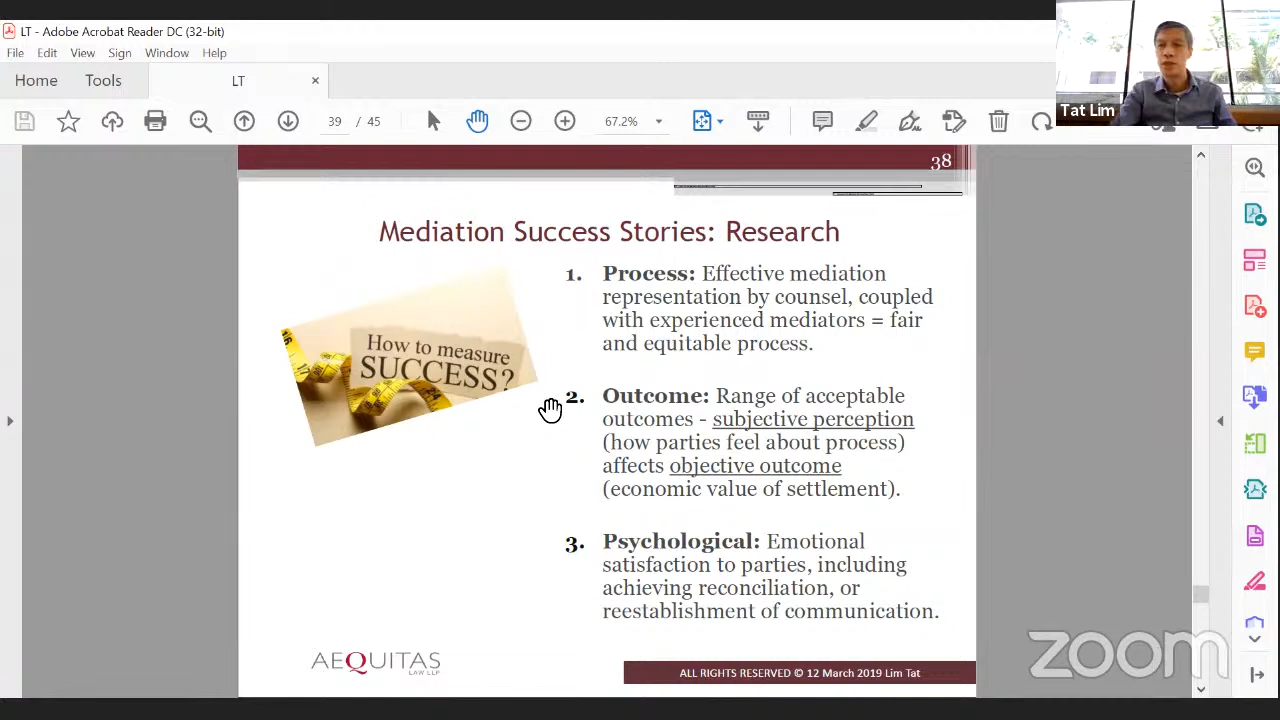 LT - Adobe Acrobat Reader DC (32-bit)
File Edit View Sign Window Help
Home Tools LT
39 / 45 67.2%
Tat Lim
38
Mediation Success Stories: Research
How to measure
SUCCESS?
1. Process: Effective mediation
representation by counsel, coupled
with experienced mediators = fair
and equitable process.
2. Outcome: Range of acceptable
outcomes - subjective perception
(how parties feel about process)
affects objective outcome
(economic value of settlement).
3. Psychological: Emotional
satisfaction to parties, including
achieving reconciliation, or
reestablishment of communication.
AEQUITAS
LAW LLP
ALL RIGHTS RESERVED © 12 March 2019 Lim Tat
zoom